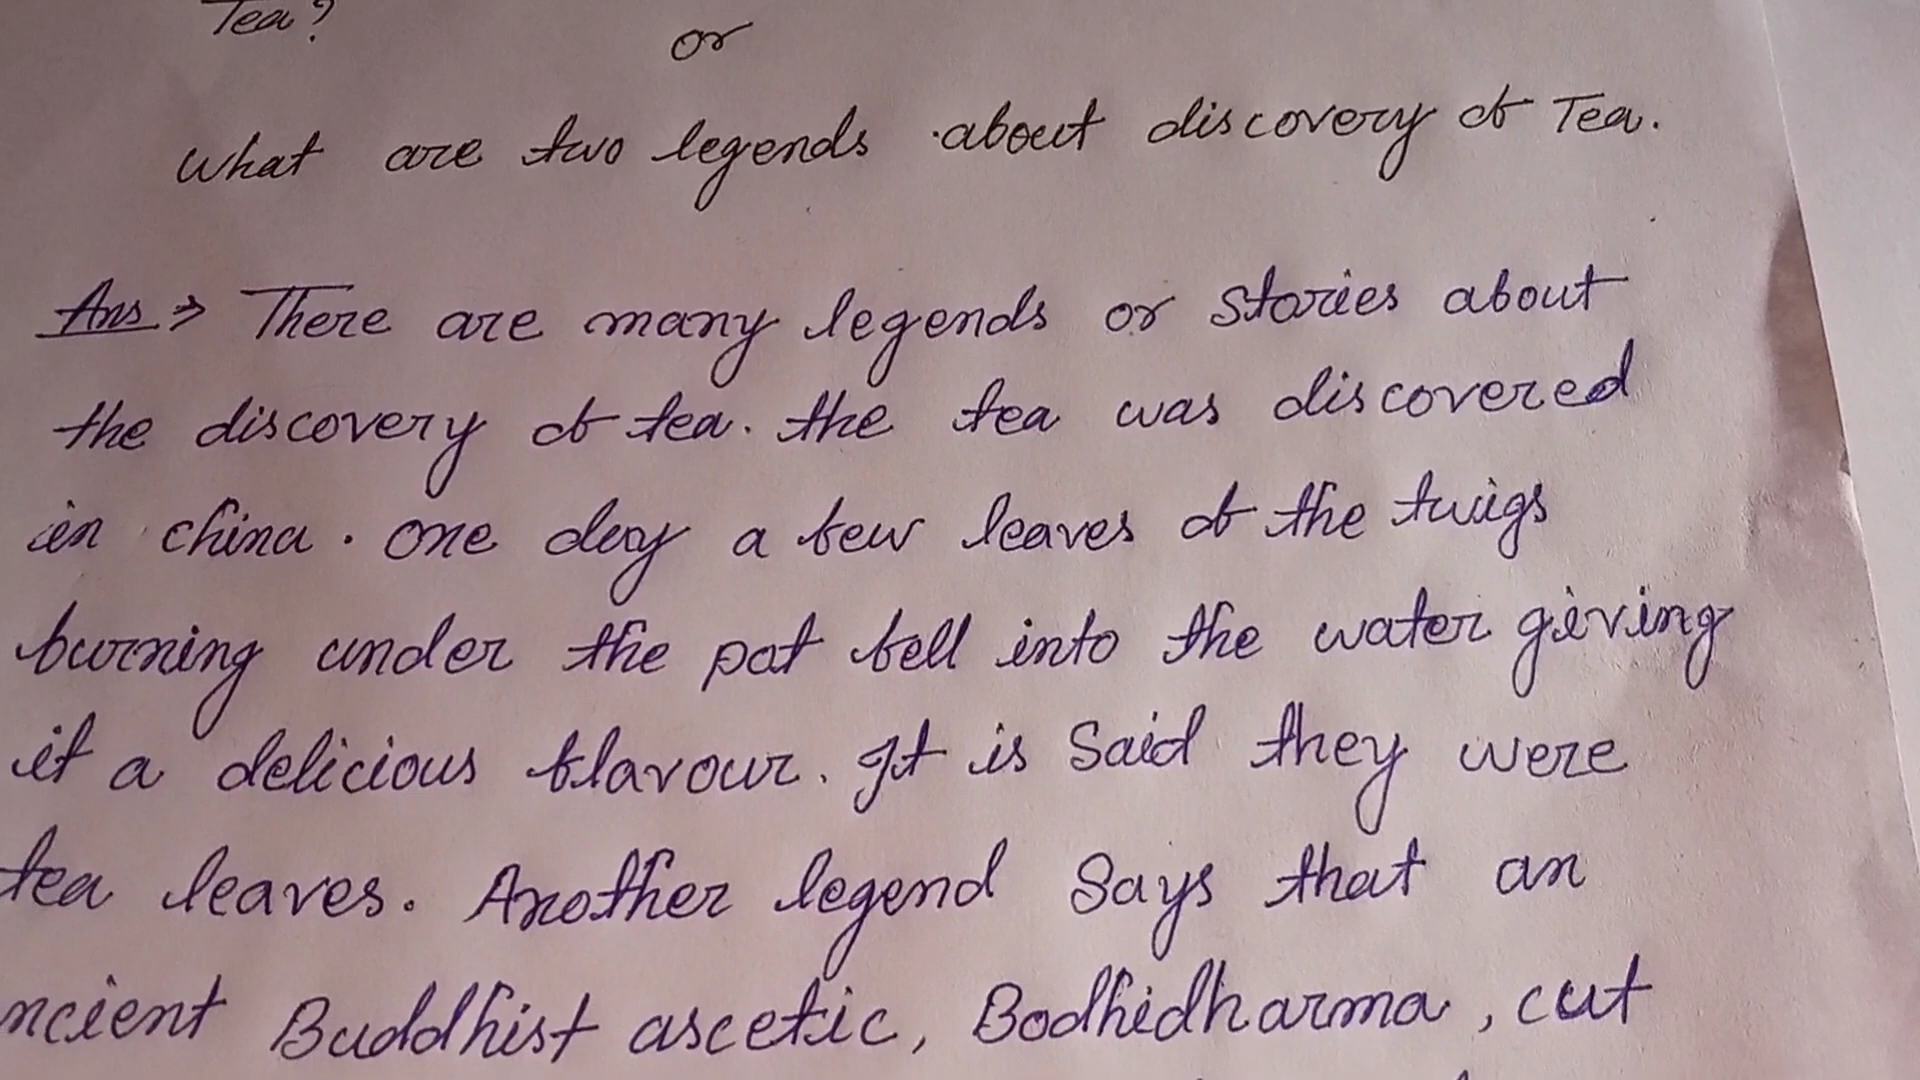 Tea?
or
What are two legends about discovery of Tea.
Ans ⇒ There are many legends or stories about
the discovery of tea. the tea was discovered
in china. one day a few leaves of the twigs
burning under the pot fell into the water giving
it a delicious flavour. It is Said they were
tea leaves. Another legend Says that an
ncient Buddhist ascetic, Bodhidharma, cut